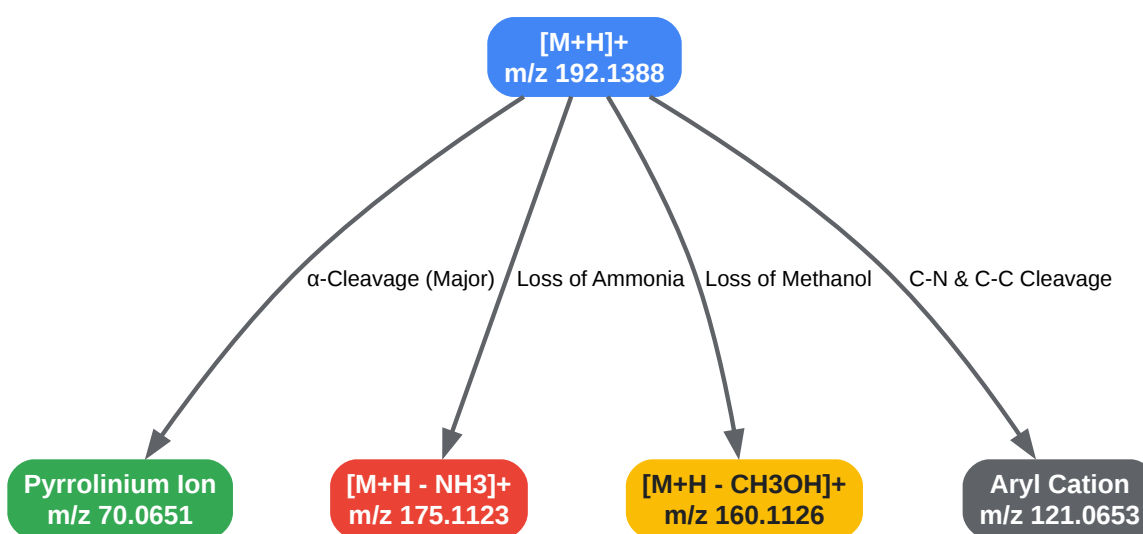 [M+H]+
m/z 192.1388
α-Cleavage (Major)
Loss of Ammonia
Loss of Methanol
C-N & C-C Cleavage
Pyrrolinium Ion
m/z 70.0651
[M+H - NH3]+
m/z 175.1123
[M+H - CH3OH]+
m/z 160.1126
Aryl Cation
m/z 121.0653